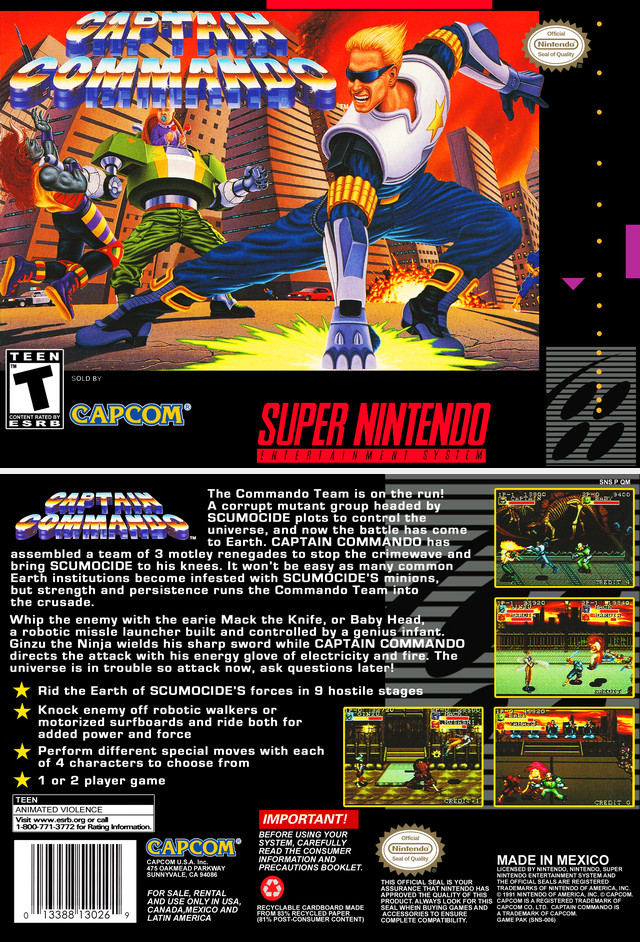 CAPTAIN
COMMANDO
TM
Official
Nintendo
Seal of Quality
TEEN
TM
T
CONTENT RATED BY
ESRB
SOLD BY
CAPCOM®
SUPER NINTENDO
ENTERTAINMENT SYSTEM
SNS P QM
CAPTAIN
COMMANDO™
The Commando Team is on the run!
A corrupt mutant group headed by
SCUMOCIDE plots to control the
universe, and now the battle has come
to Earth. CAPTAIN COMMANDO has
assembled a team of 3 motley renegades to stop the crimewave and
bring SCUMOCIDE to his knees. It won't be easy as many common
Earth institutions become infested with SCUMOCIDE'S minions,
but strength and persistence runs the Commando Team into
the crusade.
Whip the enemy with the earie Mack the Knife, or Baby Head,
a robotic missle launcher built and controlled by a genius infant.
Ginzu the Ninja wields his sharp sword while CAPTAIN COMMANDO
directs the attack with his energy glove of electricity and fire. The
universe is in trouble so attack now, ask questions later!
Rid the Earth of SCUMOCIDE'S forces in 9 hostile stages
Knock enemy off robotic walkers or
motorized surfboards and ride both for
added power and force
Perform different special moves with each
of 4 characters to choose from
1 or 2 player game
CREDIT 4
CREDIT 0
TEEN
ANIMATED VIOLENCE
Visit www.esrb.org or call
1-800-771-3772 for Rating Information.
0 13388 13026 9
CAPCOM®
CAPCOM U.S.A. Inc.
475 OAKMEAD PARKWAY
SUNNYVALE, CA 94086
FOR SALE, RENTAL
AND USE ONLY IN USA,
CANADA,MEXICO AND
LATIN AMERICA
IMPORTANT!
BEFORE USING YOUR
SYSTEM, CAREFULLY
READ THE CONSUMER
INFORMATION AND
PRECAUTIONS BOOKLET.
RECYCLABLE CARDBOARD MADE
FROM 83% RECYCLED PAPER
(81% POST-CONSUMER CONTENT)
Official
Nintendo
Seal of Quality
THIS OFFICIAL SEAL IS YOUR
ASSURANCE THAT NINTENDO HAS
APPROVED THE QUALITY OF THIS
PRODUCT. ALWAYS LOOK FOR THIS
SEAL WHEN BUYING GAMES AND
ACCESSORIES TO ENSURE
COMPLETE COMPATIBILITY.
MADE IN MEXICO
LICENSED BY NINTENDO, NINTENDO, SUPER
NINTENDO ENTERTAINMENT SYSTEM AND
THE OFFICIAL SEALS ARE REGISTERED
TRADEMARKS OF NINTENDO OF AMERICA, INC.
© 1991 NINTENDO OF AMERICA, INC. © CAPCOM.
CAPCOM IS A REGISTERED TRADEMARK OF
CAPCOM CO, LTD. CAPTAIN COMMANDO IS
A TRADEMARK OF CAPCOM.
GAME PAK (SNS-006)